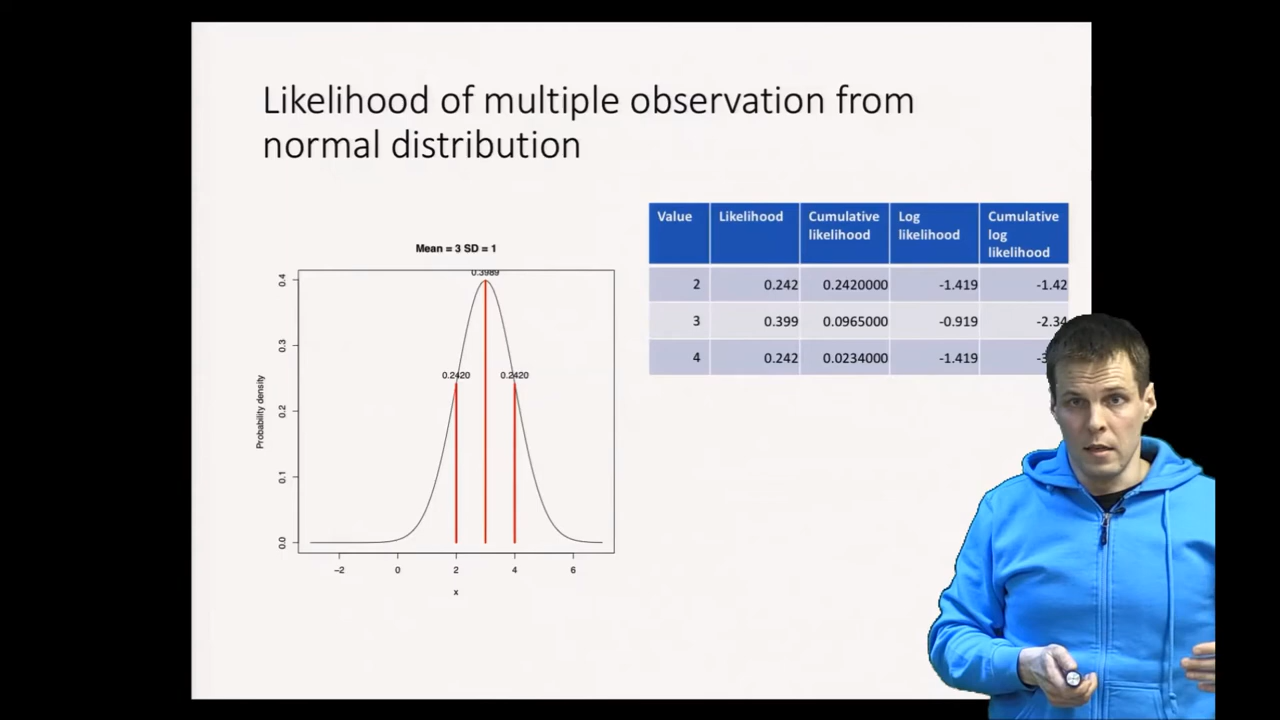 Likelihood of multiple observation from
normal distribution
Mean = 3 SD = 1
0.3989
0.2420 0.2420
Probability density
0.0 0.1 0.2 0.3 0.4
−2 0 2 4 6
x
Value Likelihood Cumulative likelihood Log likelihood Cumulative log likelihood
2 0.242 0.2420000 -1.419 -1.42
3 0.399 0.0965000 -0.919 -2.34
4 0.242 0.0234000 -1.419